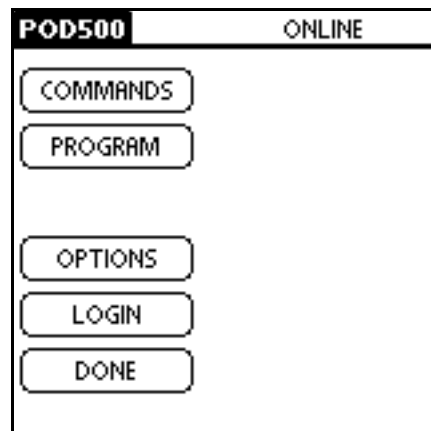 POD500 ONLINE
COMMANDS
PROGRAM
OPTIONS
LOGIN
DONE